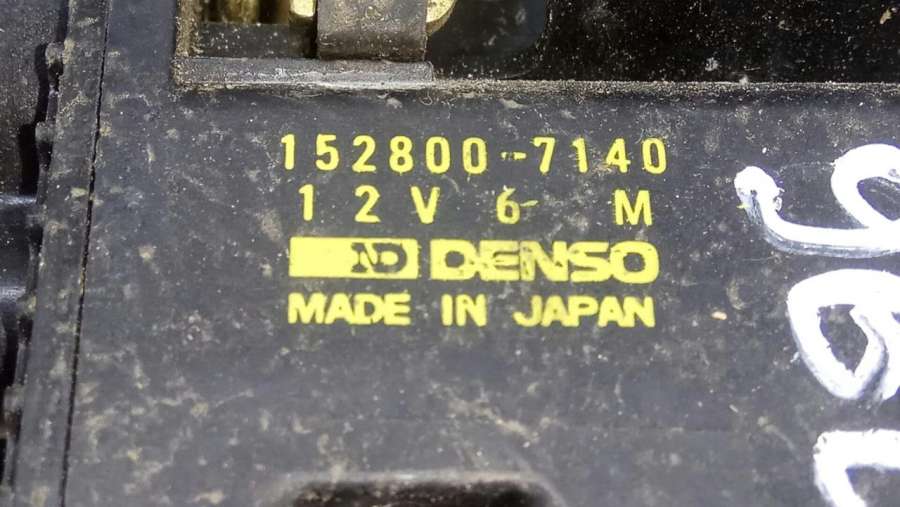 152800-7140
12V 6 M
ND DENSO
MADE IN JAPAN